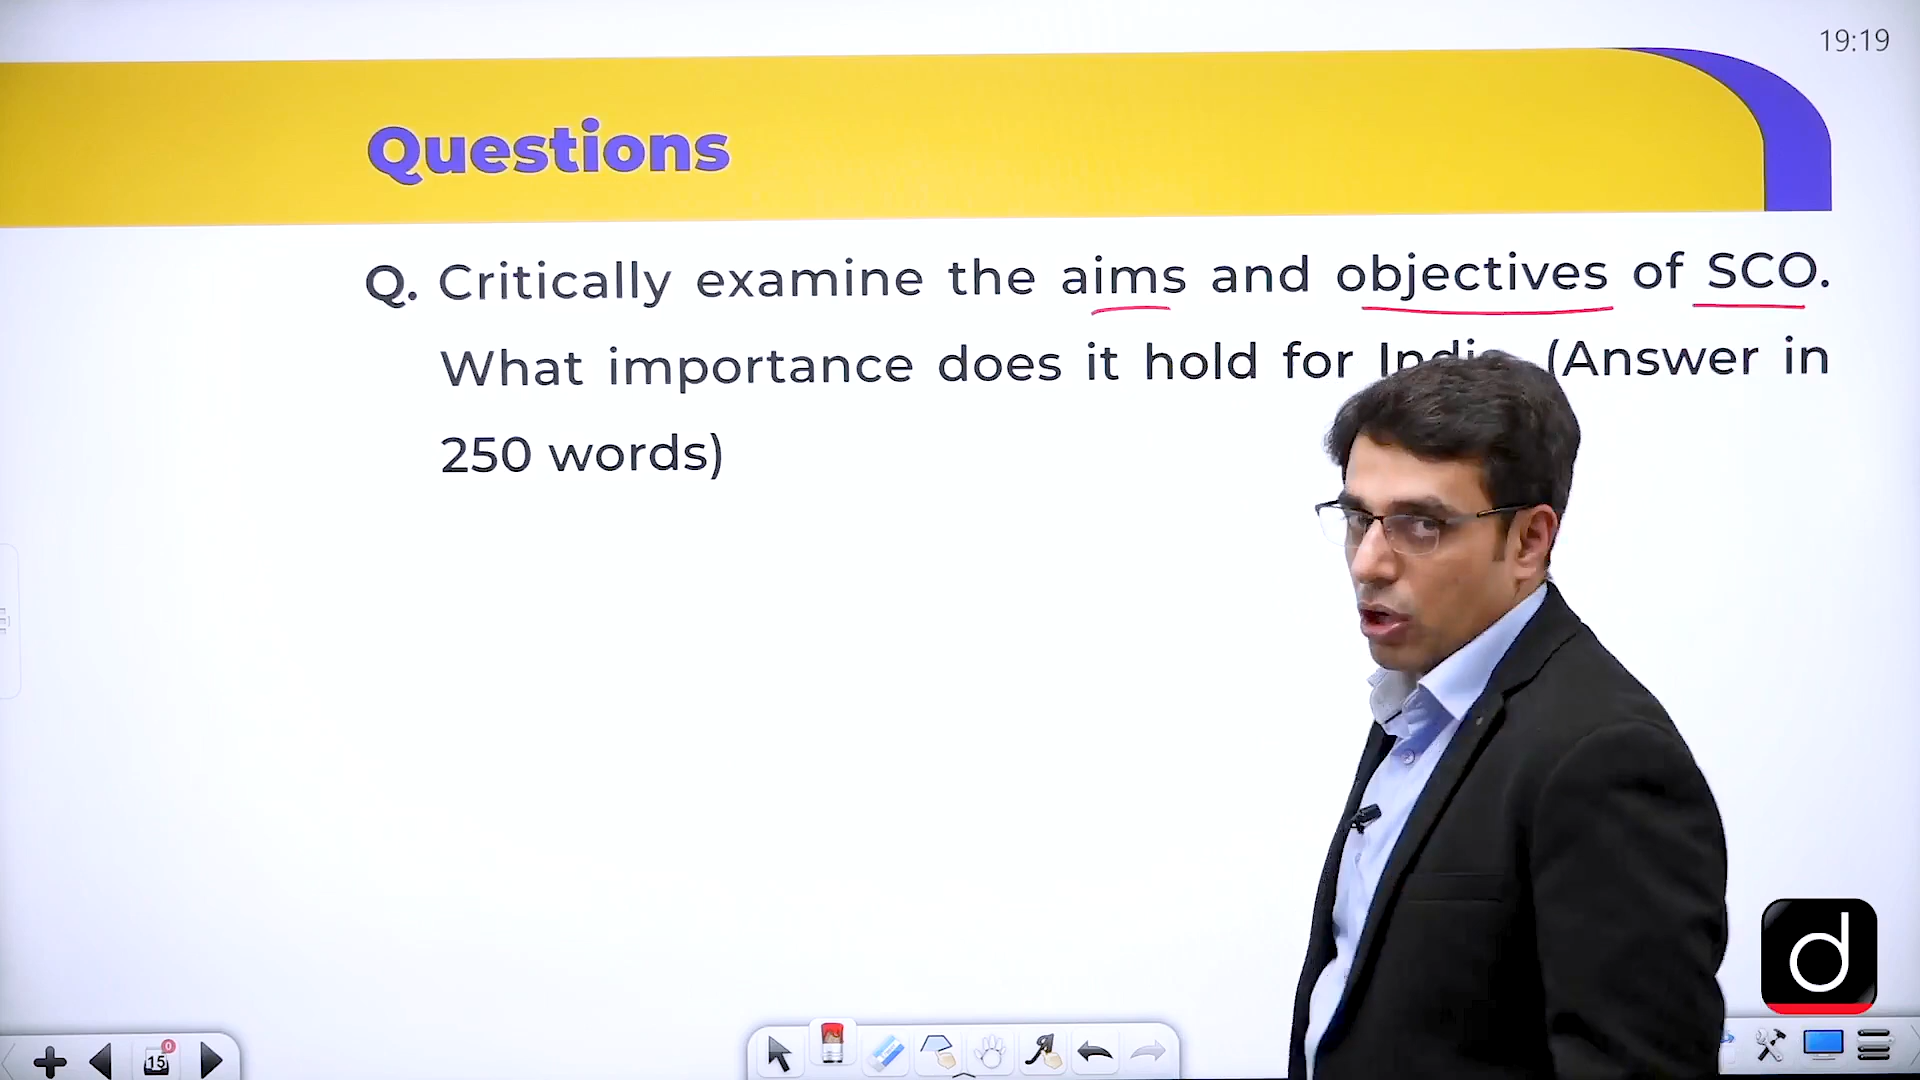 19:19
Questions
Q. Critically examine the aims and objectives of SCO.
What importance does it hold for (Answer in
250 words)
15
0
d